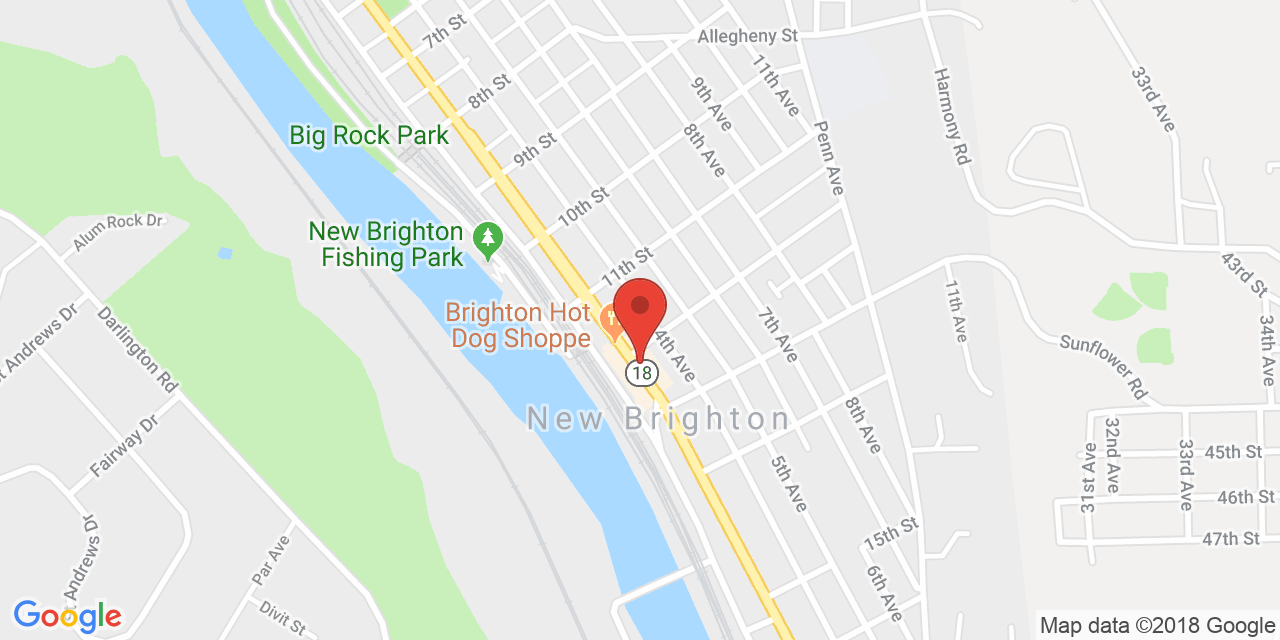 7th St
Allegheny St
8th St
9th St
10th St
11th St
9th Ave
11th Ave
8th Ave
Penn Ave
Harmony Rd
33rd Ave
Big Rock Park
New Brighton
Fishing Park
Alum Rock Dr
Brighton Hot
Dog Shoppe
18
4th Ave
7th Ave
11th Ave
43rd St
34th Ave
Andrews Dr
Darlington Rd
Fairway Dr
New Brighton
8th Ave
Sunflower Rd
5th Ave
15th St
6th Ave
31st Ave
32nd Ave
33rd Ave
45th St
46th St
47th St
Andrews Dr
Par Ave
Divit St
Google
Map data ©2018 Google